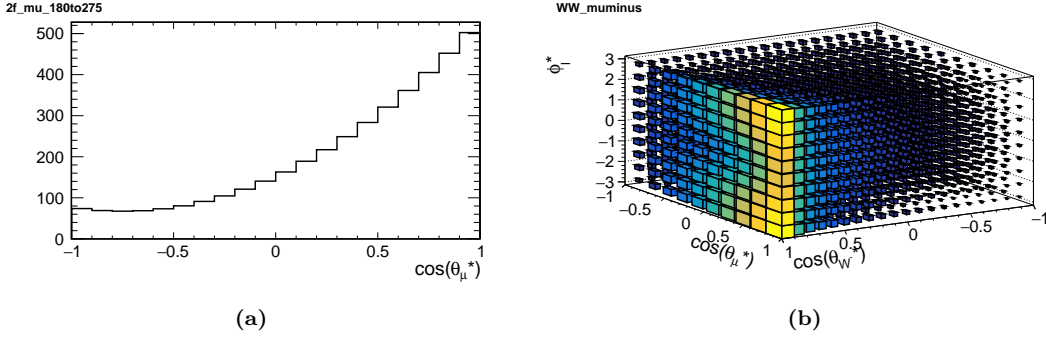 2f_mu_180to275
500
400
300
200
100
0
−1 −0.5 0 0.5 1
cos(θμ*)
(a)
WW_muminus
ϕl*
3
2
1
0
−1
−2
−3
−0.5 0 0.5 1
cos(θμ*)
1 0.5 0 −0.5 −1
cos(θW-*)
(b)